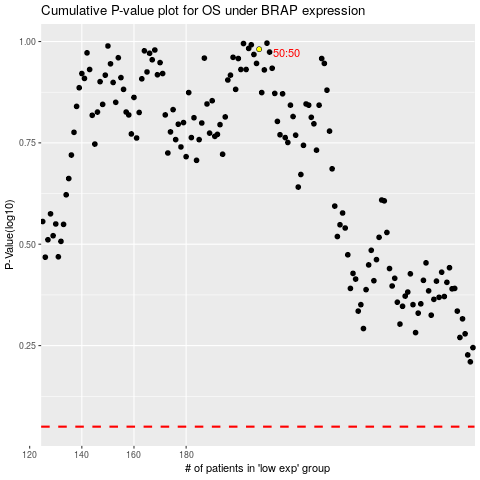 Cumulative P-value plot for OS under BRAP expression
P-Value(log10)
1.00
0.75
0.50
0.25
50:50
120 140 160 180
# of patients in 'low exp' group